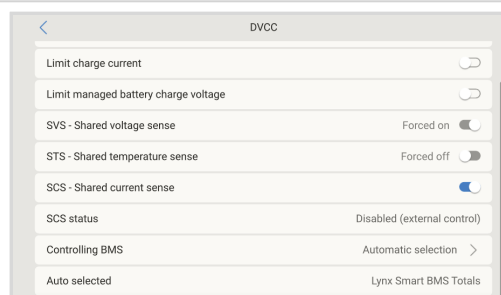 DVCC
Limit charge current
Limit managed battery charge voltage
SVS - Shared voltage sense Forced on
STS - Shared temperature sense Forced off
SCS - Shared current sense
SCS status Disabled (external control)
Controlling BMS Automatic selection
Auto selected Lynx Smart BMS Totals